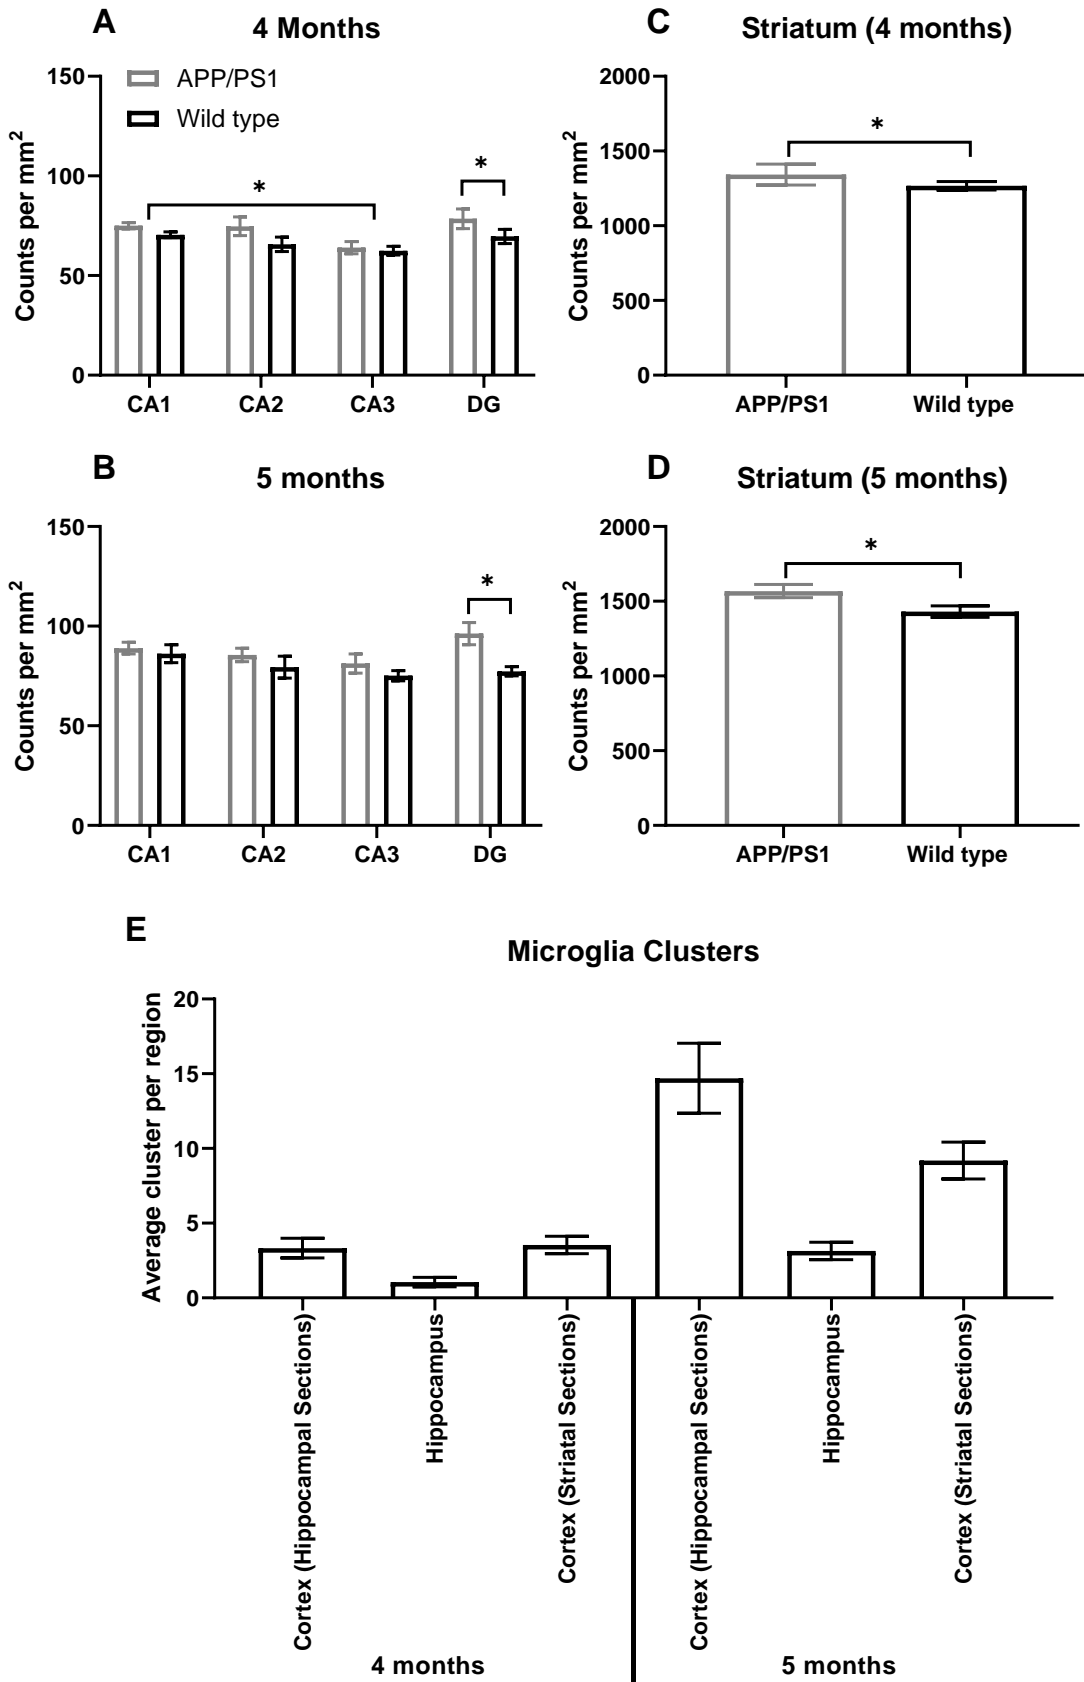 A
4 Months
APP/PS1
Wild type
Counts per mm2
150
100
50
0
*
*
CA1 CA2 CA3 DG
C
Striatum (4 months)
Counts per mm2
2000
1500
1000
500
0
*
APP/PS1 Wild type
B
5 months
Counts per mm2
150
100
50
0
*
CA1 CA2 CA3 DG
D
Striatum (5 months)
Counts per mm2
2000
1500
1000
500
0
*
APP/PS1 Wild type
E
Microglia Clusters
Average cluster per region
20
15
10
5
0
Cortex (Hippocampal Sections)
Hippocampus
Cortex (Striatal Sections)
Cortex (Hippocampal Sections)
Hippocampus
Cortex (Striatal Sections)
4 months
5 months